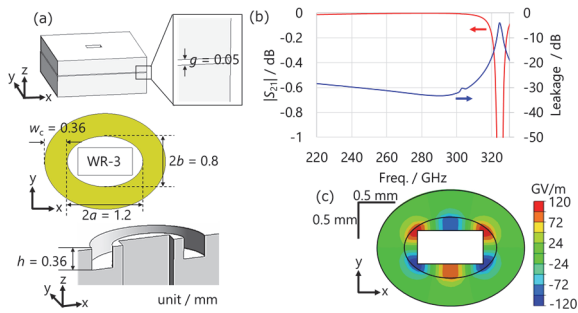 (a)
g = 0.05
z
y
x
w_c = 0.36
WR-3
2b = 0.8
y
x
2a = 1.2
h = 0.36
z
y
x
unit / mm
(b)
|S21| / dB
0
-0.2
-0.4
-0.6
-0.8
-1
0
-10
-20
-30
-40
-50
Leakage / dB
220 240 260 280 300 320
Freq. / GHz
(c)
0.5 mm
0.5 mm
y
x
GV/m
120
72
24
-24
-72
-120